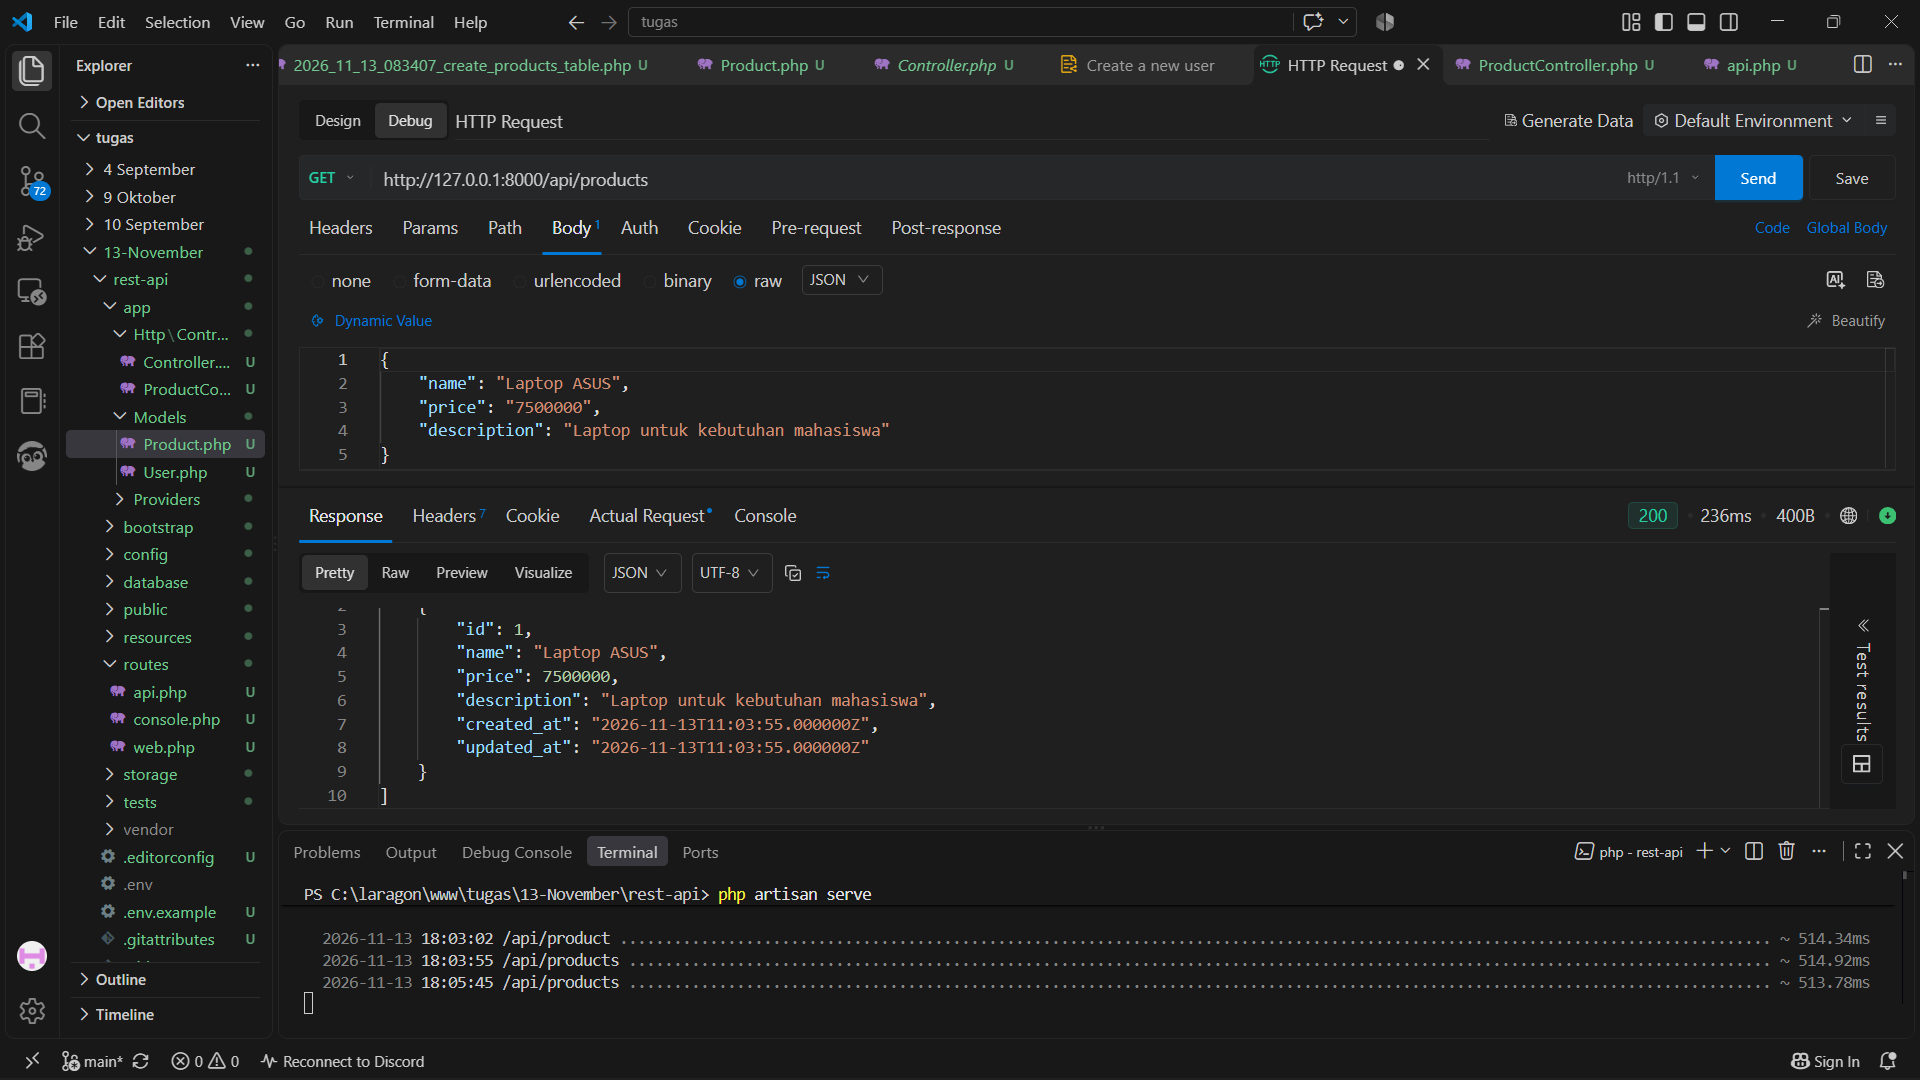 File Edit Selection View Go Run Terminal Help
tugas
Explorer
Open Editors
tugas
4 September
9 Oktober
10 September
13-November
rest-api
app
Http\Contr...
Controller.... U
ProductCo... U
Models
Product.php U
User.php U
Providers
bootstrap
config
database
public
resources
routes
api.php U
console.php U
web.php U
storage
tests
vendor
.editorconfig U
.env
.env.example U
.gitattributes U
Outline
Timeline
72
2026_11_13_083407_create_products_table.php U
Product.php U
Controller.php U
Create a new user
HTTP Request
ProductController.php U
api.php U
Design Debug HTTP Request
Generate Data Default Environment
GET http://127.0.0.1:8000/api/products http/1.1 Send Save
Headers Params Path Body 1 Auth Cookie Pre-request Post-response Code Global Body
none form-data urlencoded binary raw JSON
Dynamic Value Beautify
1 {
2 "name": "Laptop ASUS",
3 "price": "7500000",
4 "description": "Laptop untuk kebutuhan mahasiswa"
5 }
Response Headers 7 Cookie Actual Request Console 200 236ms 400B
Pretty Raw Preview Visualize JSON UTF-8
2 {
3 "id": 1,
4 "name": "Laptop ASUS",
5 "price": 7500000,
6 "description": "Laptop untuk kebutuhan mahasiswa",
7 "created_at": "2026-11-13T11:03:55.000000Z",
8 "updated_at": "2026-11-13T11:03:55.000000Z"
9 }
10 ]
Test results
Problems Output Debug Console Terminal Ports php - rest-api
PS C:\laragon\www\tugas\13-November\rest-api> php artisan serve
2026-11-13 18:03:02 /api/product ~ 514.34ms
2026-11-13 18:03:55 /api/products ~ 514.92ms
2026-11-13 18:05:45 /api/products ~ 513.78ms
main* 0 0 Reconnect to Discord Sign In